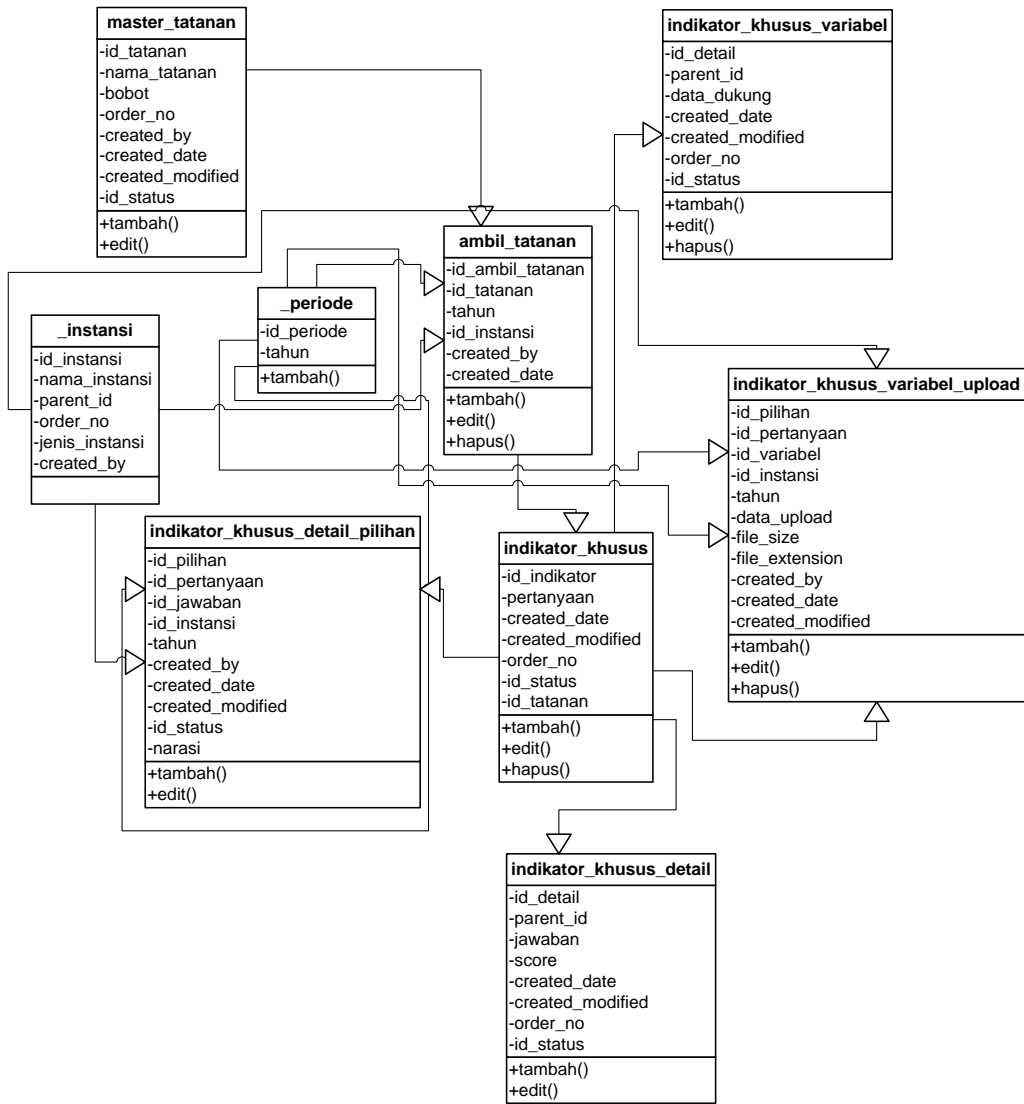 master_tatanan
-id_tatanan
-nama_tatanan
-bobot
-order_no
-created_by
-created_date
-created_modified
-id_status
+tambah()
+edit()
indikator_khusus_variabel
-id_detail
-parent_id
-data_dukung
-created_date
-created_modified
-order_no
-id_status
+tambah()
+edit()
+hapus()
ambil_tatanan
-id_ambil_tatanan
-id_tatanan
-tahun
-id_instansi
-created_by
-created_date
+tambah()
+edit()
+hapus()
_periode
-id_periode
-tahun
+tambah()
_instansi
-id_instansi
-nama_instansi
-parent_id
-order_no
-jenis_instansi
-created_by
indikator_khusus_variabel_upload
-id_pilihan
-id_pertanyaan
-id_variabel
-id_instansi
-tahun
-data_upload
-file_size
-file_extension
-created_by
-created_date
-created_modified
+tambah()
+edit()
+hapus()
indikator_khusus_detail_pilihan
-id_pilihan
-id_pertanyaan
-id_jawaban
-id_instansi
-tahun
-created_by
-created_date
-created_modified
-id_status
-narasi
+tambah()
+edit()
indikator_khusus
-id_indikator
-pertanyaan
-created_date
-created_modified
-order_no
-id_status
-id_tatanan
+tambah()
+edit()
+hapus()
indikator_khusus_detail
-id_detail
-parent_id
-jawaban
-score
-created_date
-created_modified
-order_no
-id_status
+tambah()
+edit()